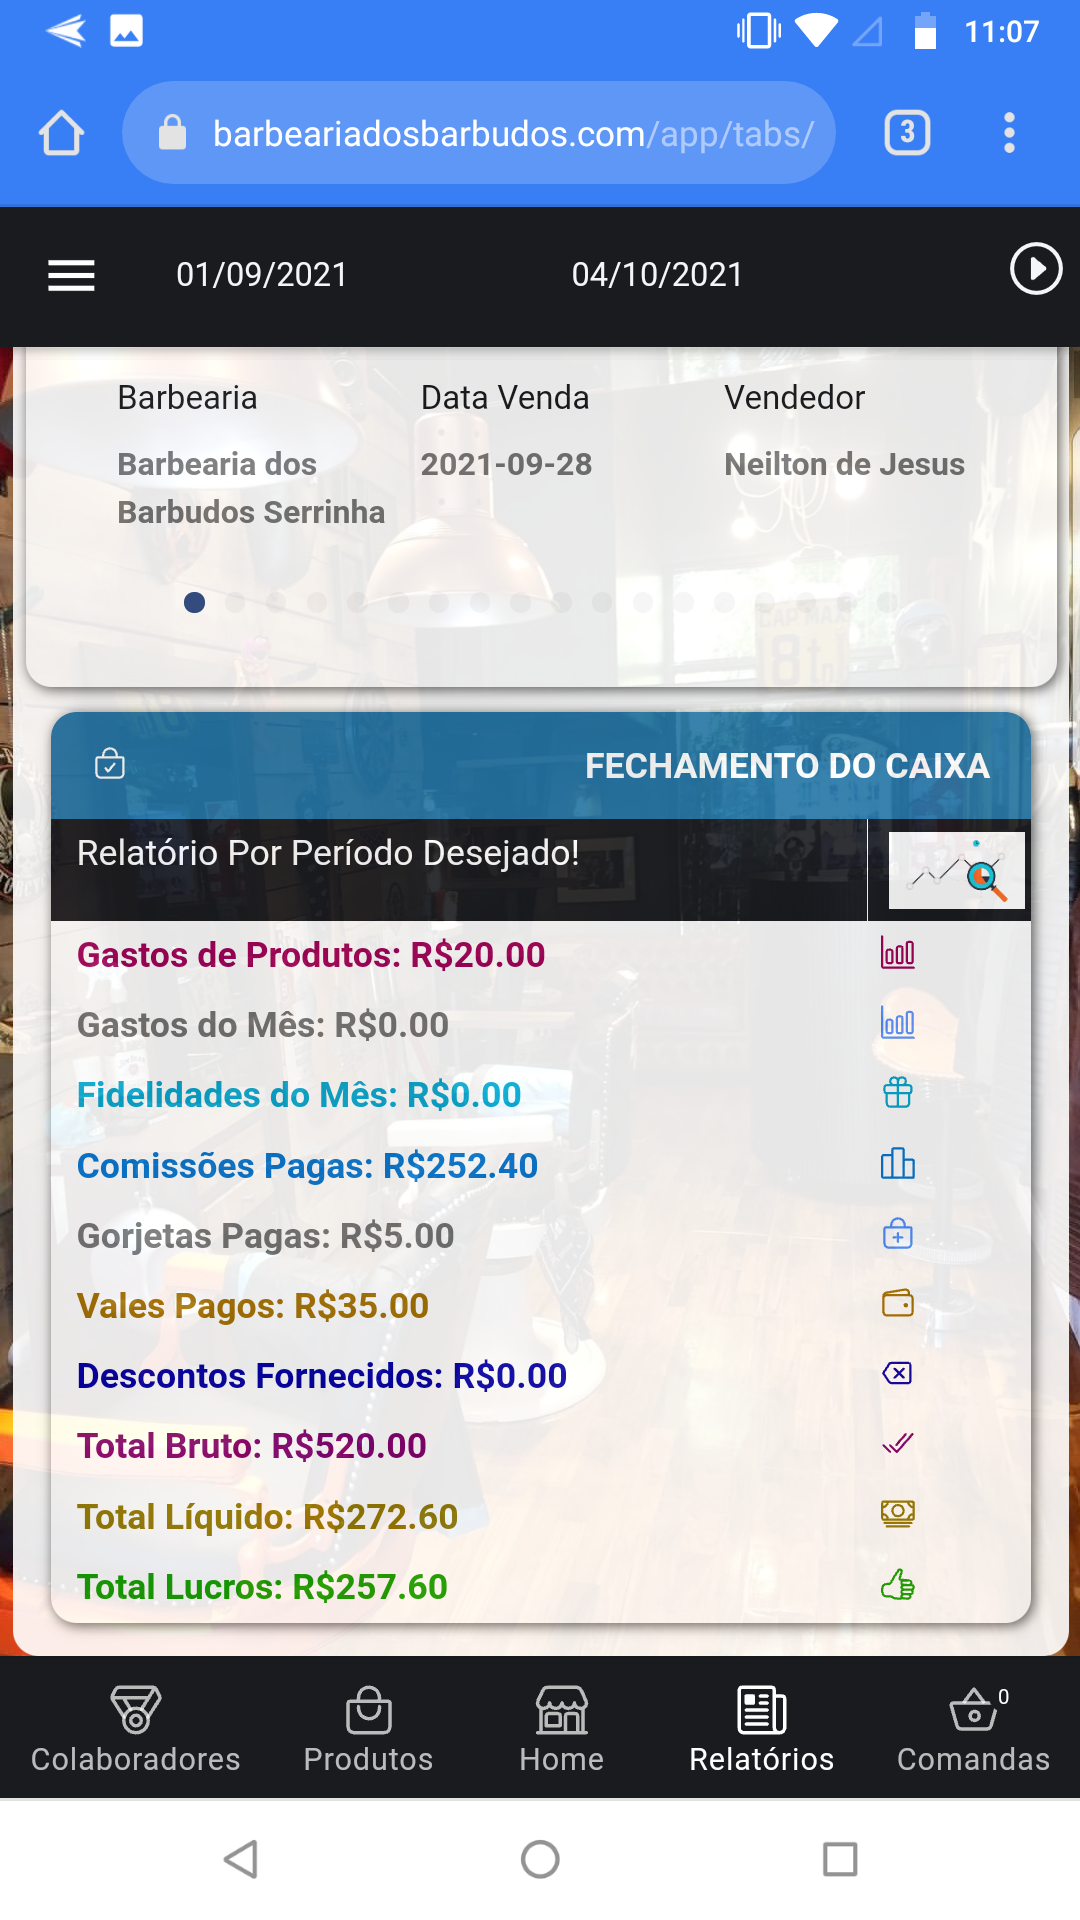 11:07
barbeariadosbarbudos.com/app/tabs/
3
01/09/2021
04/10/2021
Barbearia
Data Venda
Vendedor
Barbearia dos
Barbudos Serrinha
2021-09-28
Neilton de Jesus
FECHAMENTO DO CAIXA
Relatório Por Período Desejado!
Gastos de Produtos: R$20.00
Gastos do Mês: R$0.00
Fidelidades do Mês: R$0.00
Comissões Pagas: R$252.40
Gorjetas Pagas: R$5.00
Vales Pagos: R$35.00
Descontos Fornecidos: R$0.00
Total Bruto: R$520.00
Total Líquido: R$272.60
Total Lucros: R$257.60
Colaboradores
Produtos
Home
Relatórios
0
Comandas